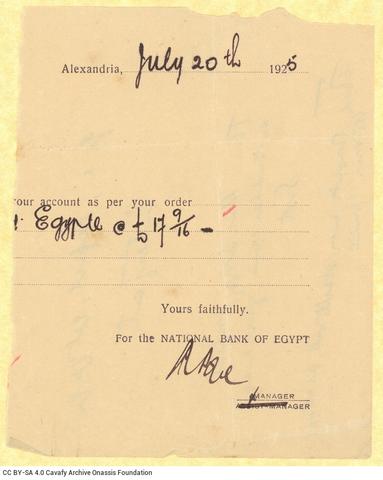 Alexandria, July 20th 1925
our account as per your order
Egypte @ £ 17 9/16 —
Yours faithfully.
For the NATIONAL BANK OF EGYPT
MANAGER
ASSIST-MANAGER
CC BY-SA 4.0 Cavafy Archive Onassis Foundation